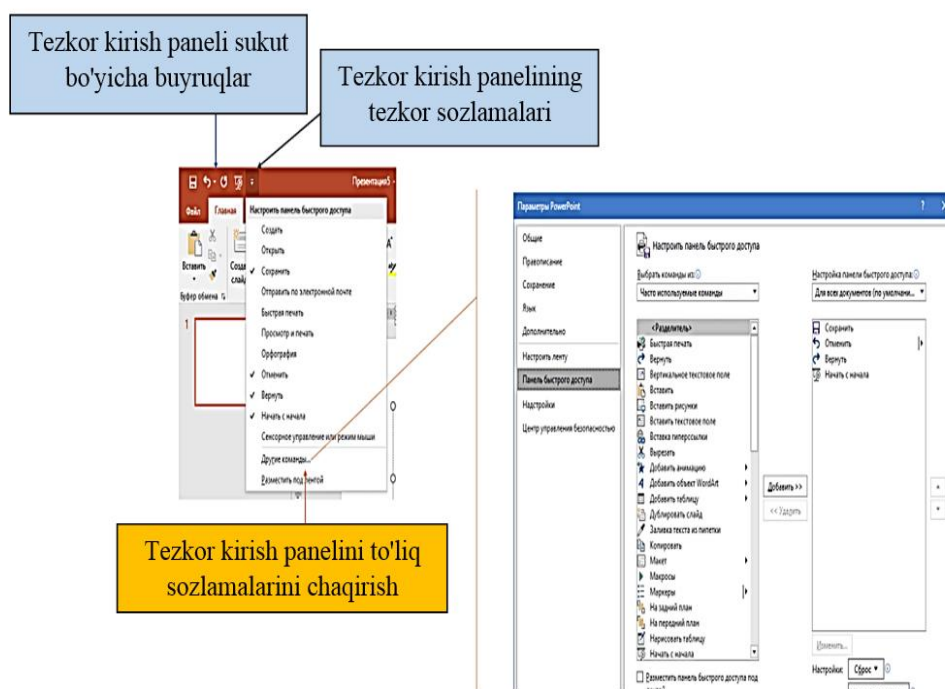 Tezkor kirish paneli sukut
bo'yicha buyruqlar
Tezkor kirish panelining
tezkor sozlamalari
Презентация5 -
Файл
Главная
Вставить
Созда
слайд
Буфер обмена
1
Настроить панель быстрого доступа
Создать
Открыть
Сохранить
Отправить по электронной почте
Быстрая печать
Просмотр и печать
Орфография
Отменить
Вернуть
Начать с начала
Сенсорное управление или режим мыши
Другие команды...
Разместить под лентой
Tezkor kirish panelini to'liq
sozlamalarini chaqirish
Параметры PowerPoint
? X
Общие
Правописание
Сохранение
Язык
Дополнительно
Настроить ленту
Панель быстрого доступа
Надстройки
Центр управления безопасностью
Настроить панель быстрого доступа
Выбрать команды из:
Часто используемые команды
<Разделитель>
Быстрая печать
Вернуть
Вертикальное текстовое поле
Вставить
Вставить рисунки
Вставить текстовое поле
Вставка гиперссылки
Вырезать
Добавить анимацию
Добавить объект WordArt
Добавить таблицу
Дублировать слайд
Заливка текста из пипетки
Копировать
Макет
Макросы
Маркеры
На задний план
На передний план
Нарисовать таблицу
Начать с начала
Разместить панель быстрого доступа под
Добавить >>
<< Удалить
Настройка панели быстрого доступа:
Для всех документов (по умолчани...
Сохранить
Отменить
Вернуть
Начать с начала
Изменить...
Настройки: Сброс